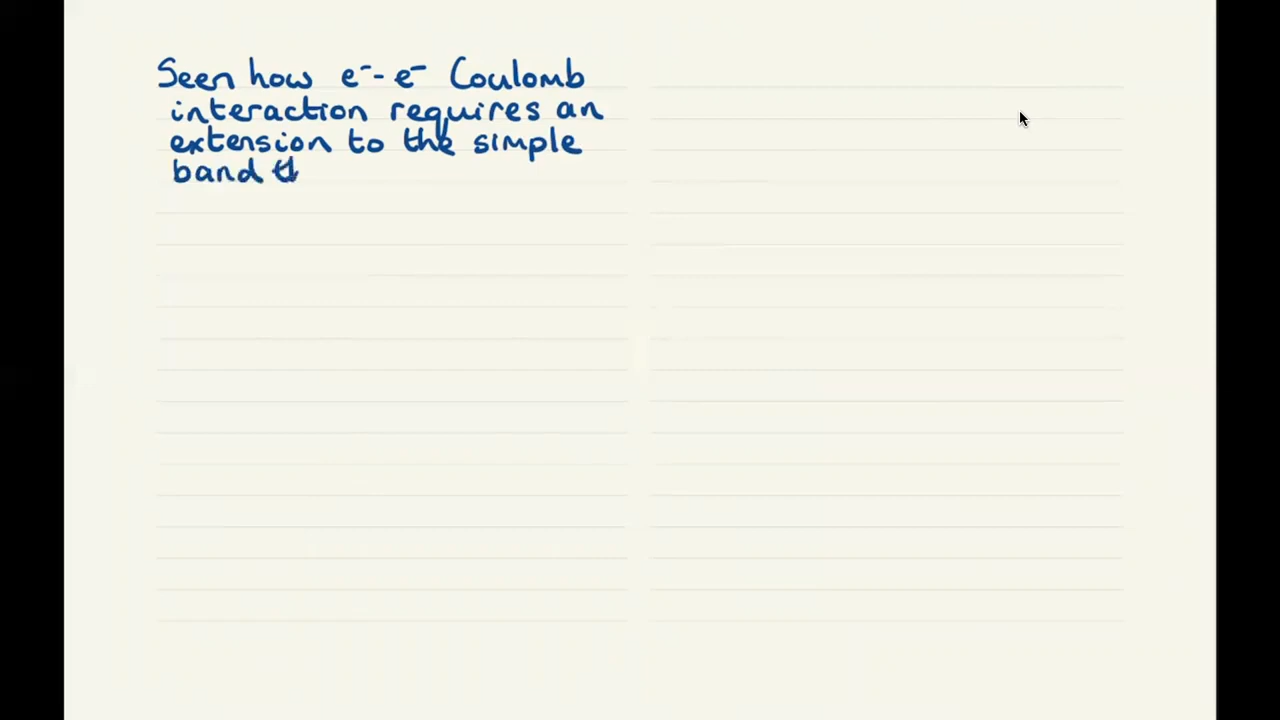 Seen how e⁻- e⁻ Coulomb
interaction requires an
extension to the simple
band